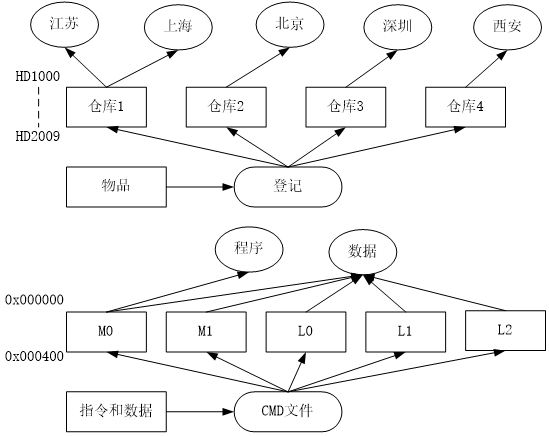 江苏
上海
北京
深圳
西安
HD1000
仓库1
仓库2
仓库3
仓库4
HD2009
物品
登记
程序
数据
0x000000
M0
M1
L0
L1
L2
0x000400
指令和数据
CMD文件